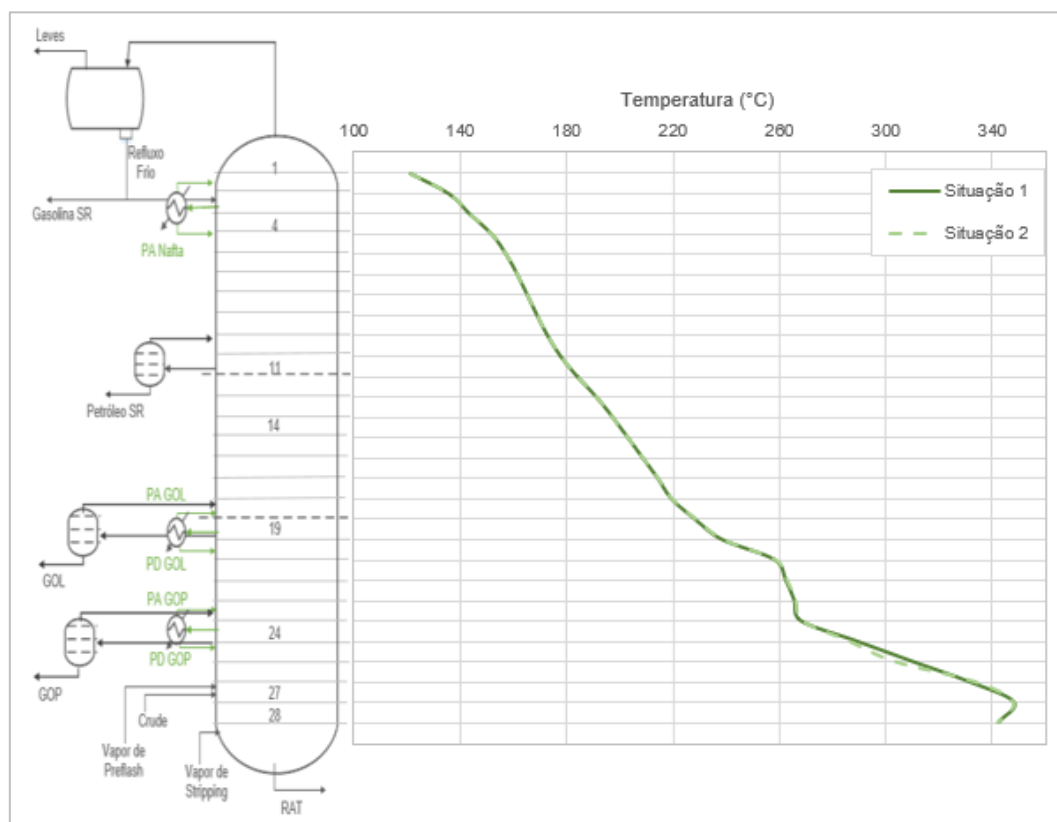 Leves
Refluxo
Frio
Gasolina SR
PA Nafta
Petróleo SR
PA GOL
PD GOL
GOL
PA GOP
PD GOP
GOP
Crude
Vapor de
Preflash
Vapor de
Stripping
RAT
1
4
11
14
19
24
27
28
Temperatura (°C)
100 140 180 220 260 300 340
Situação 1
Situação 2